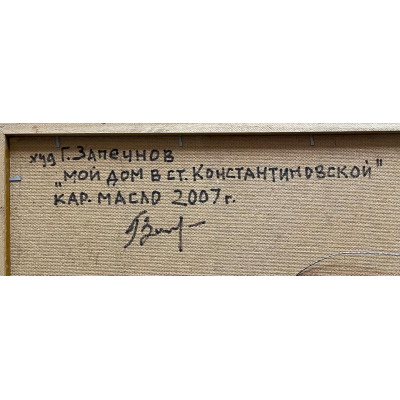 худ Г. Запечнов
"Мой дом в ст. Константиновской"
кар. масло 2007 г.